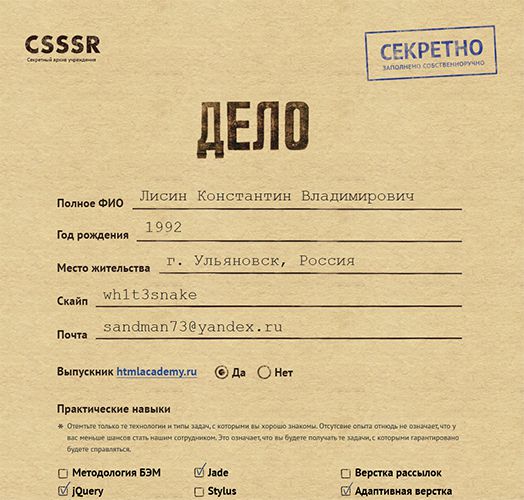 CSSSR
Секретный архив учреждения
СЕКРЕТНО
ЗАПОЛНЕНО СОБСТВЕННОРУЧНО
ДЕЛО
Полное ФИО Лисин Константин Владимирович
Год рождения 1992
Место жительства г. Ульяновск, Россия
Скайп wh1t3snake
Почта sandman73@yandex.ru
Выпускник htmlacademy.ru Да Нет
Практические навыки
* Отентьте только те технологии и типы задач, с которыми вы хорошо знакомы. Отсутсвие опыта отнюдь не означает, что у
вас меньше шансов стать нашим сотрудником. Это означает, что вы будете получать те задачи, с которыми гарантировано
будете справляться.
Методология БЭМ Jade Верстка рассылок
jQuery Stylus Адаптивная верстка